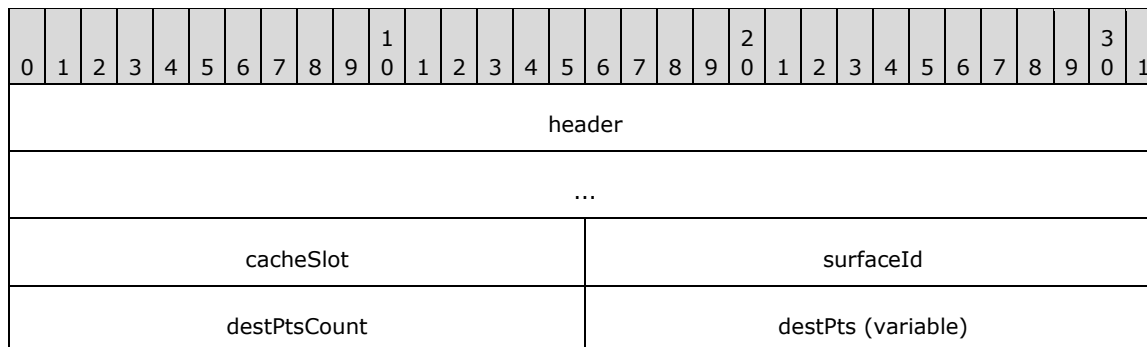 1 2 3
0 1 2 3 4 5 6 7 8 9 0 1 2 3 4 5 6 7 8 9 0 1 2 3 4 5 6 7 8 9 0 1
header
...
cacheSlot surfaceId
destPtsCount destPts (variable)